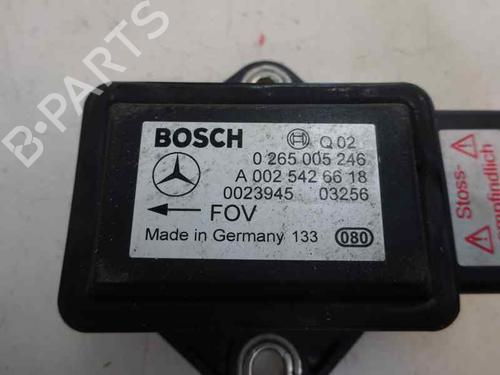 B-PARTS
BOSCH Q 02
0 265 005 246
A 002 542 66 18
0023945 03256
FOV
Made in Germany 133 080
Stoss-